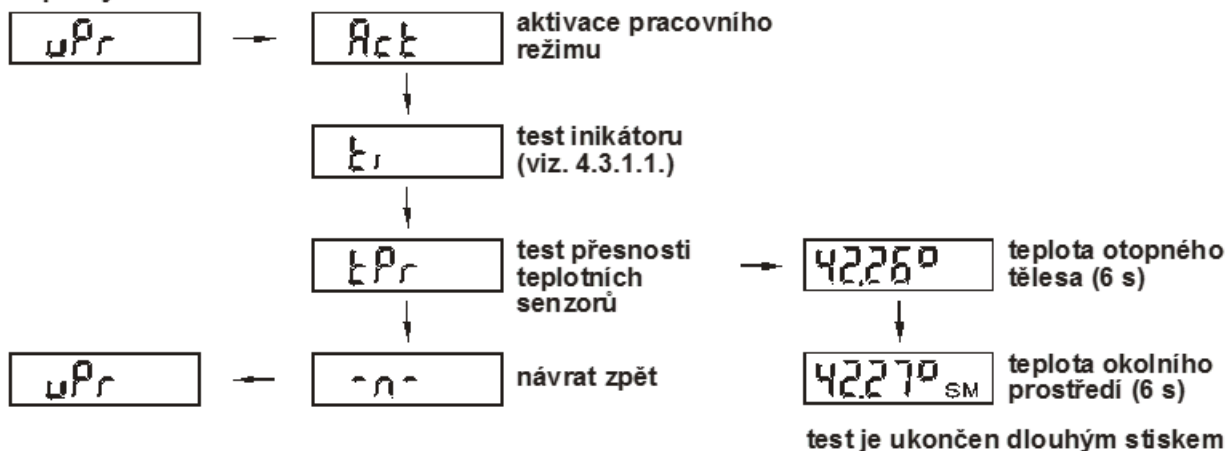 uPr
Act
aktivace pracovního
režimu
ti
test inikátoru
(viz. 4.3.1.1.)
tPr
test přesnosti
teplotních
senzorů
42.26°
teplota otopného
tělesa (6 s)
uPr
-n-
návrat zpět
42.27° SM
teplota okolního
prostředí (6 s)
test je ukončen dlouhým stiskem